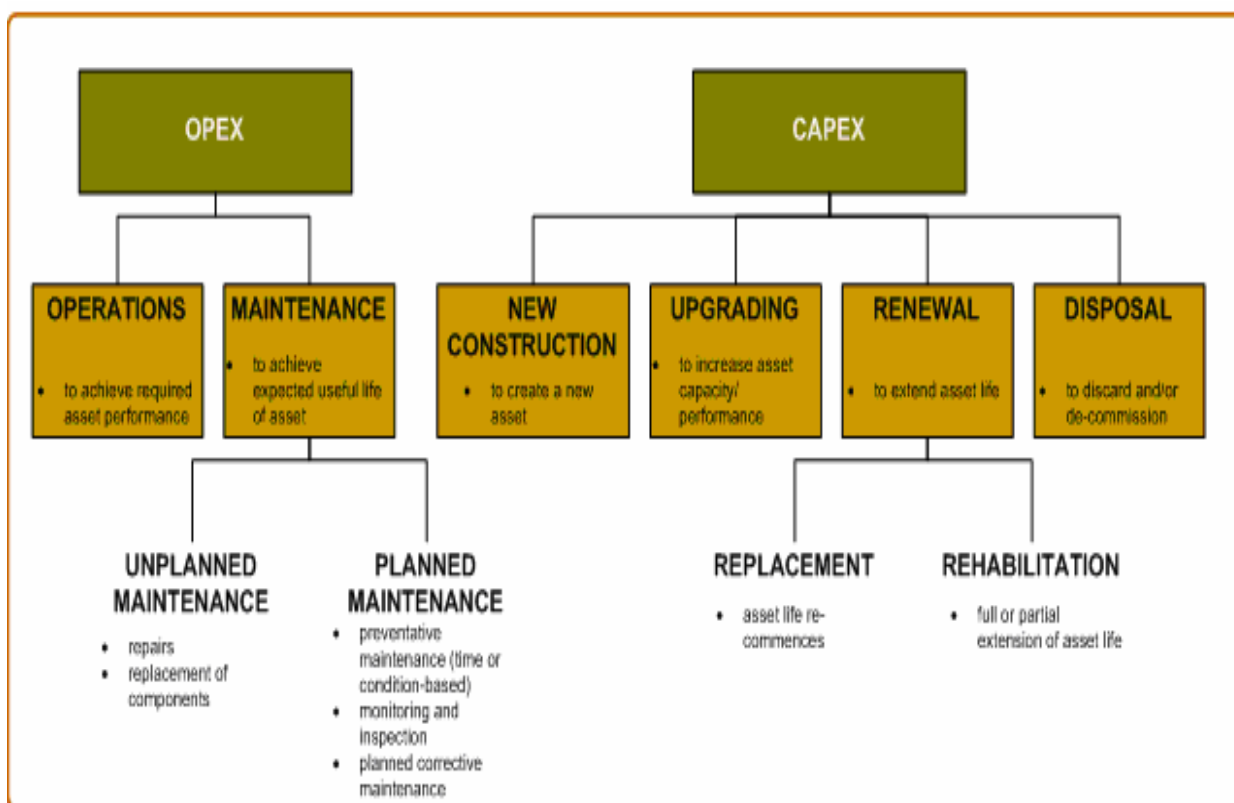 OPEX
CAPEX
OPERATIONS
• to achieve required
asset performance
MAINTENANCE
• to achieve
expected useful life
of asset
NEW
CONSTRUCTION
• to create a new
asset
UPGRADING
• to increase asset
capacity/
performance
RENEWAL
• to extend asset life
DISPOSAL
• to discard and/or
de-commission
UNPLANNED
MAINTENANCE
• repairs
• replacement of
components
PLANNED
MAINTENANCE
• preventative
maintenance (time or
condition-based)
• monitoring and
inspection
• planned corrective
maintenance
REPLACEMENT
• asset life re-
commences
REHABILITATION
• full or partial
extension of asset life